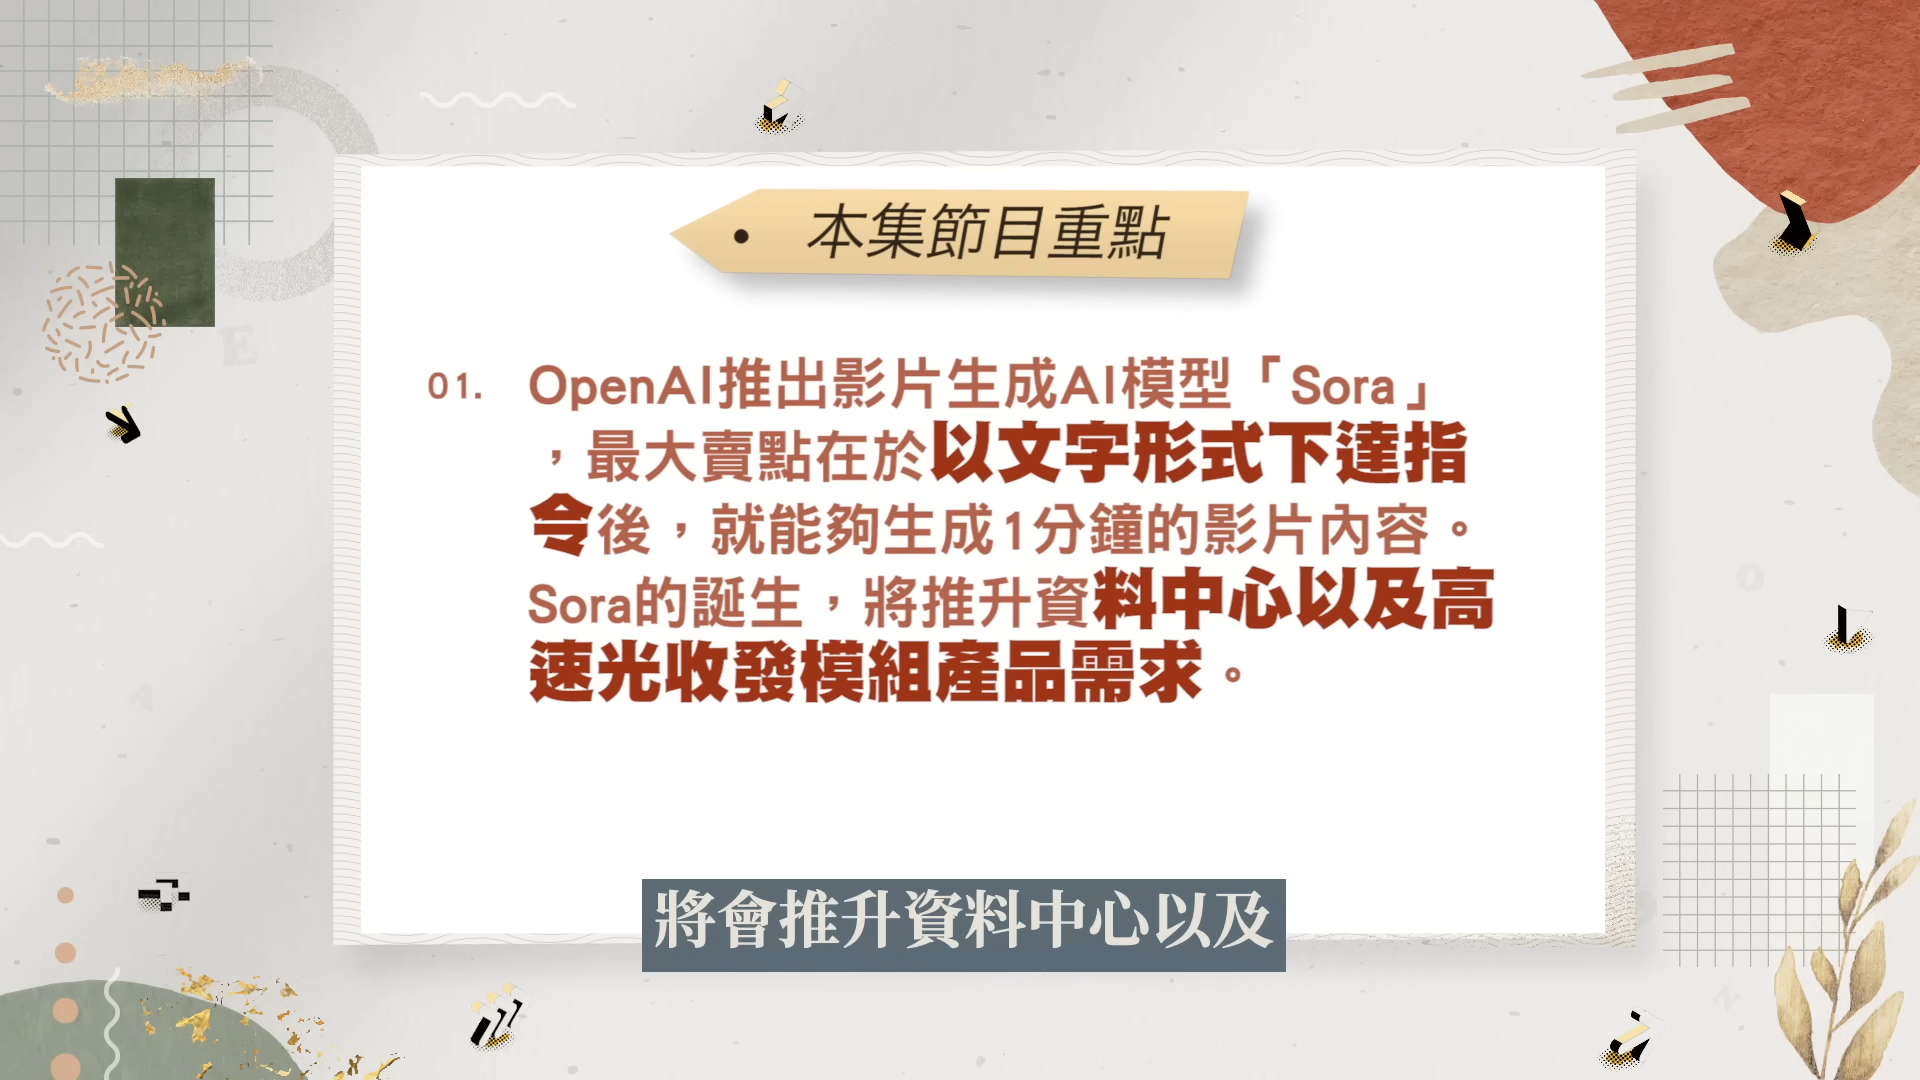 本集節目重點
01. OpenAI推出影片生成AI模型「Sora」
，最大賣點在於以文字形式下達指
令後，就能夠生成1分鐘的影片內容。
Sora的誕生，將推升資料中心以及高
速光收發模組產品需求。
將會推升資料中心以及